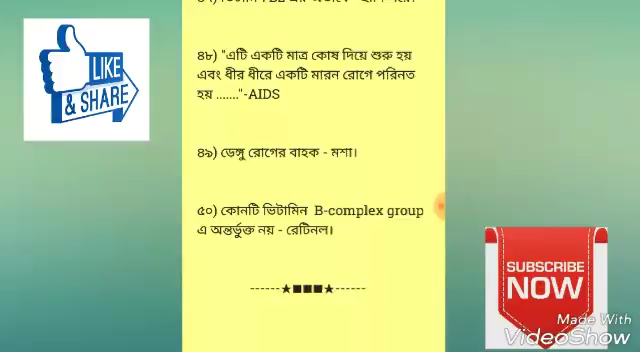 LIKE
& SHARE
৪৮) "এটি একটি মাত্র কোষ দিয়ে শুরু হয়
এবং ধীর ধীরে একটি মারন রোগে পরিনত
হয় ......."-AIDS
৪৯) ডেঙ্গু রোগের বাহক - মশা।
৫০) কোনটি ভিটামিন B-complex group
এ অন্তর্ভুক্ত নয় - রেটিনল।
------★■■■★------
SUBSCRIBE
NOW
Made With
VideoShow